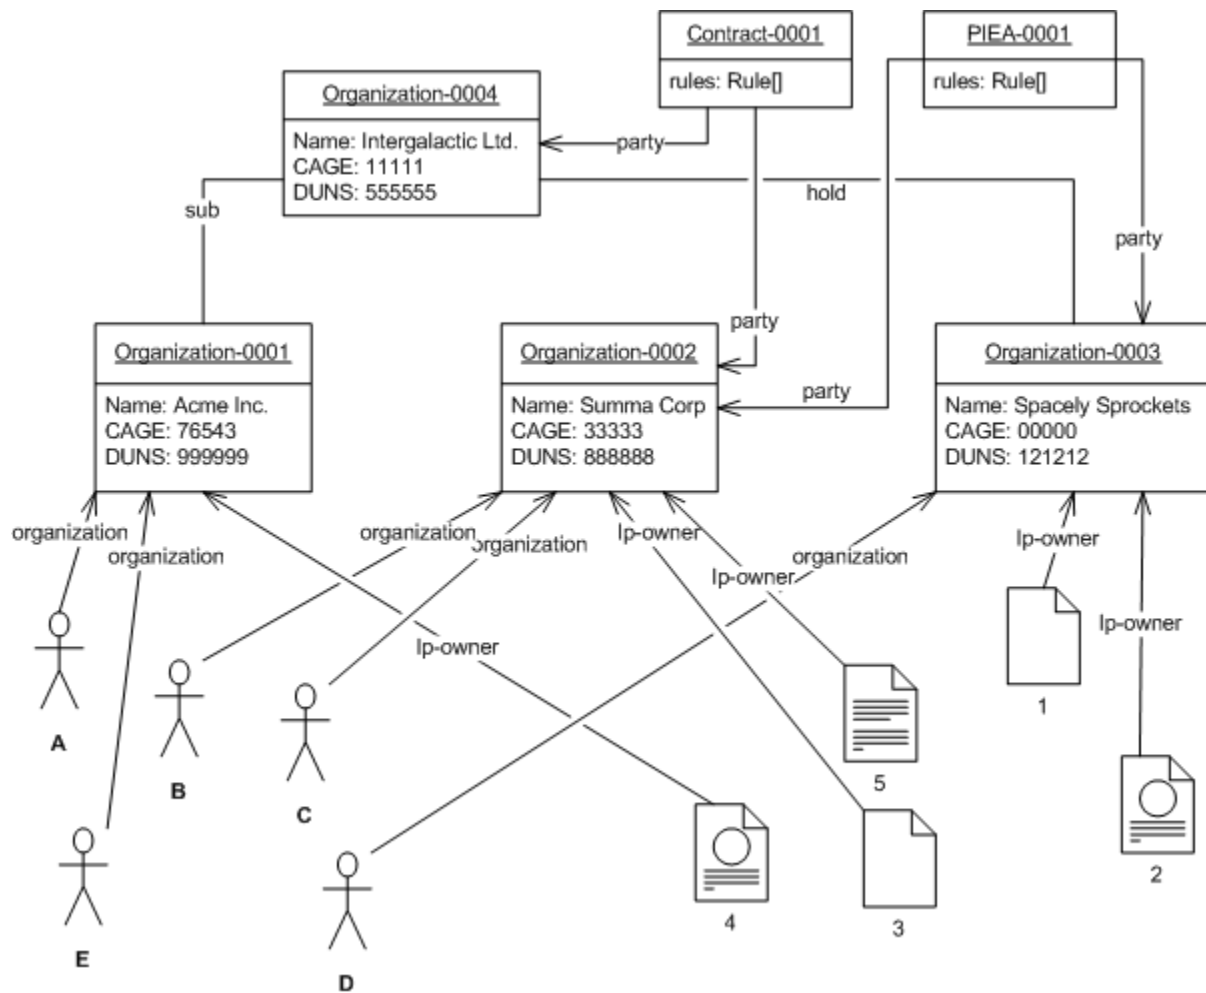 Contract-0001
rules: Rule[]
PIEA-0001
rules: Rule[]
Organization-0004
Name: Intergalactic Ltd.
CAGE: 11111
DUNS: 555555
party
hold
sub
party
party
party
Organization-0001
Name: Acme Inc.
CAGE: 76543
DUNS: 999999
Organization-0002
Name: Summa Corp
CAGE: 33333
DUNS: 888888
Organization-0003
Name: Spacely Sprockets
CAGE: 00000
DUNS: 121212
organization
organization
organization
organization
Ip-owner
Ip-owner
organization
Ip-owner
Ip-owner
Ip-owner
A
B
C
D
E
1
2
3
4
5